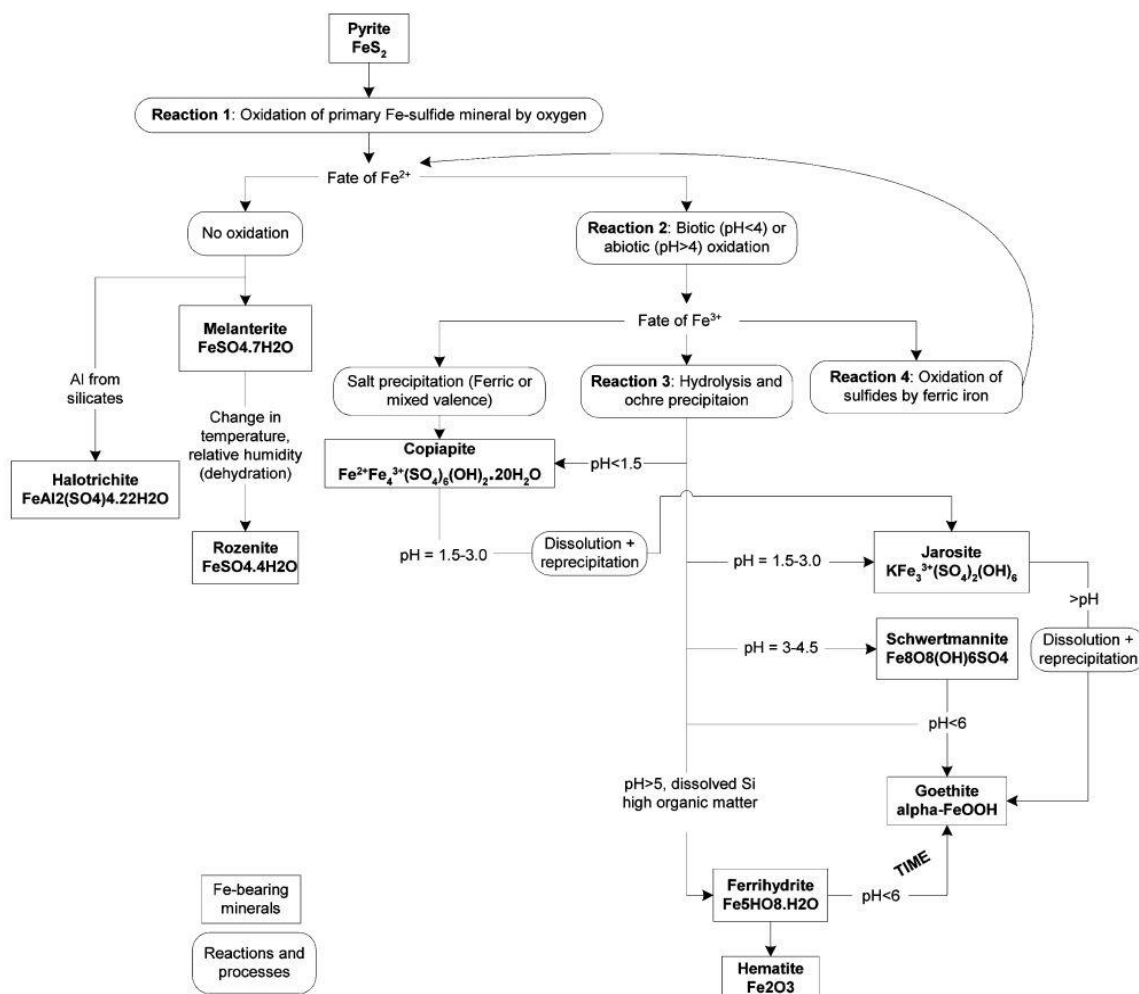 Pyrite
FeS₂
Reaction 1: Oxidation of primary Fe-sulfide mineral by oxygen
Fate of Fe²⁺
No oxidation
Reaction 2: Biotic (pH<4) or
abiotic (pH>4) oxidation
Melanterite
FeSO4.7H2O
Fate of Fe³⁺
Al from
silicates
Salt precipitation (Ferric or
mixed valence)
Reaction 3: Hydrolysis and
ochre precipitaion
Reaction 4: Oxidation of
sulfides by ferric iron
Change in
temperature,
relative humidity
(dehydration)
Halotrichite
FeAl2(SO4)4.22H2O
Copiapite
Fe²⁺Fe₄³⁺(SO₄)₆(OH)₂.20H₂O
pH<1.5
Rozenite
FeSO4.4H2O
pH = 1.5-3.0
Dissolution +
reprecipitation
pH = 1.5-3.0
Jarosite
KFe₃³⁺(SO₄)₂(OH)₆
>pH
pH = 3-4.5
Schwertmannite
Fe8O8(OH)6SO4
Dissolution +
reprecipitation
pH<6
pH>5, dissolved Si
high organic matter
Goethite
alpha-FeOOH
TIME
Ferrihydrite
Fe5HO8.H2O
pH<6
Hematite
Fe2O3
Fe-bearing
minerals
Reactions and
processes